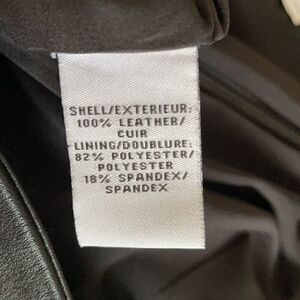 SHELL/EXTERIEUR:
100% LEATHER/
CUIR
LINING/DOUBLURE:
82% POLYESTER/
POLYESTER
18% SPANDEX/
SPANDEX